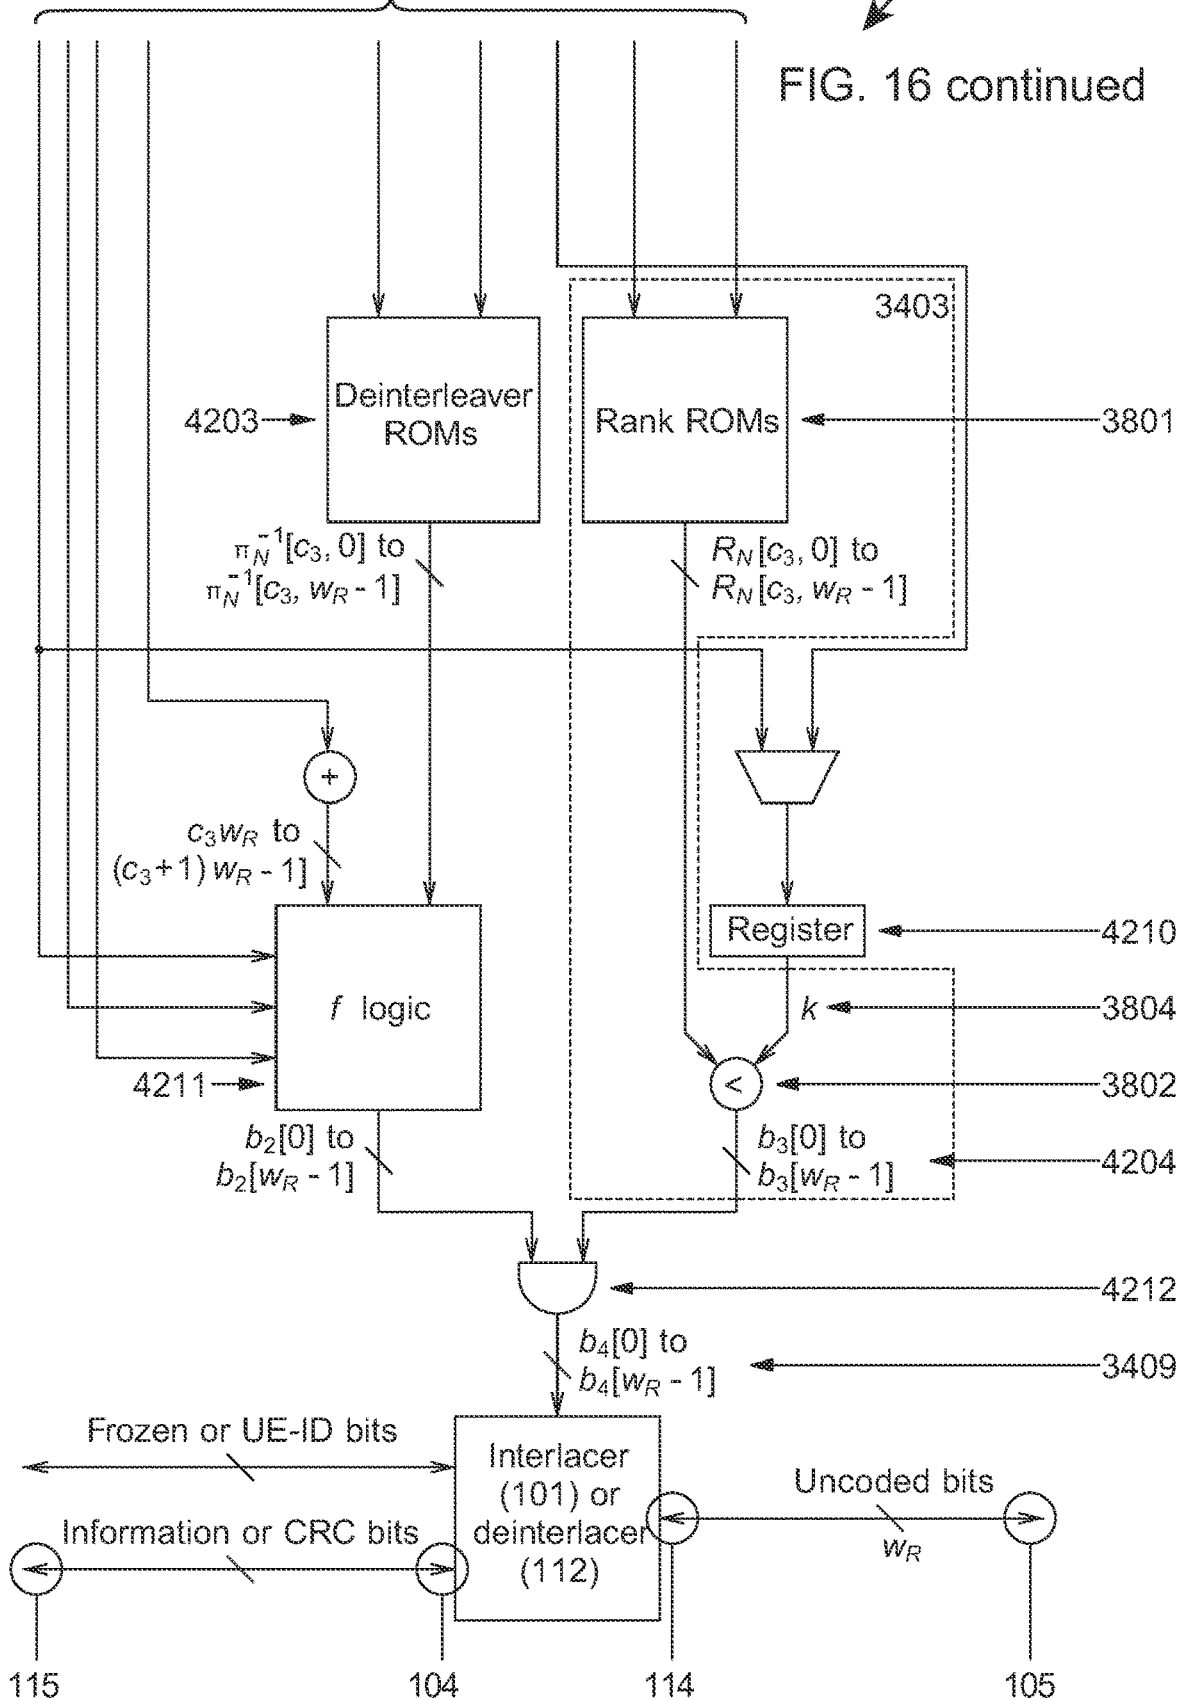 FIG. 16 continued
3403
Deinterleaver
ROMs
4203
Rank ROMs
3801
π_N^-1[c3, 0] to
π_N^-1[c3, wR - 1]
RN[c3, 0] to
RN[c3, wR - 1]
+
c3wR to
(c3+1) wR - 1]
Register
4210
f logic
k
3804
4211
<
3802
b2[0] to
b2[wR - 1]
b3[0] to
b3[wR - 1]
4204
4212
b4[0] to
b4[wR - 1]
3409
Frozen or UE-ID bits
Interlacer
(101) or
deinterlacer
(112)
Uncoded bits
wR
Information or CRC bits
115
104
114
105